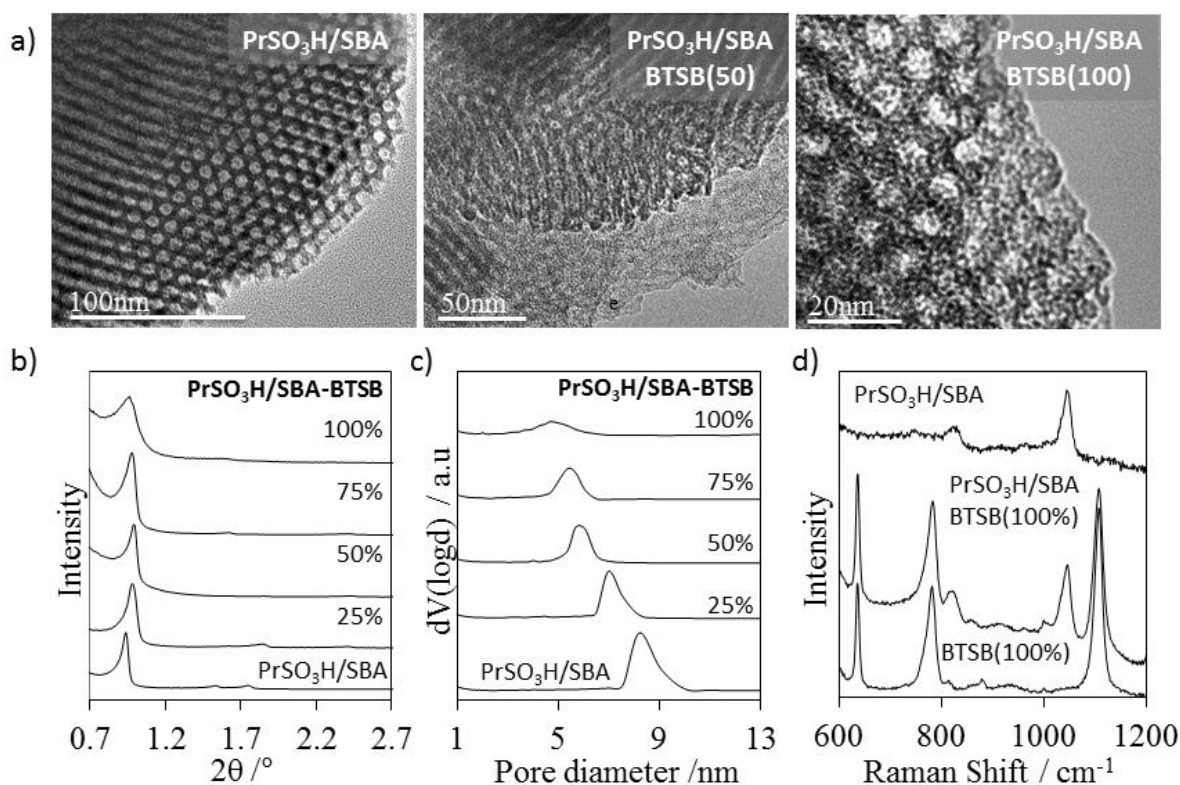 a)
PrSO₃H/SBA
100nm
PrSO₃H/SBA
BTSB(50)
50nm
e
PrSO₃H/SBA
BTSB(100)
20nm
b)
PrSO₃H/SBA-BTSB
100%
75%
50%
25%
PrSO₃H/SBA
Intensity
0.7 1.2 1.7 2.2 2.7
2θ /°
c)
PrSO₃H/SBA-BTSB
100%
75%
50%
25%
PrSO₃H/SBA
dV(logd) / a.u
1 5 9 13
Pore diameter /nm
d)
PrSO₃H/SBA
PrSO₃H/SBA
BTSB(100%)
BTSB(100%)
Intensity
600 800 1000 1200
Raman Shift / cm⁻¹